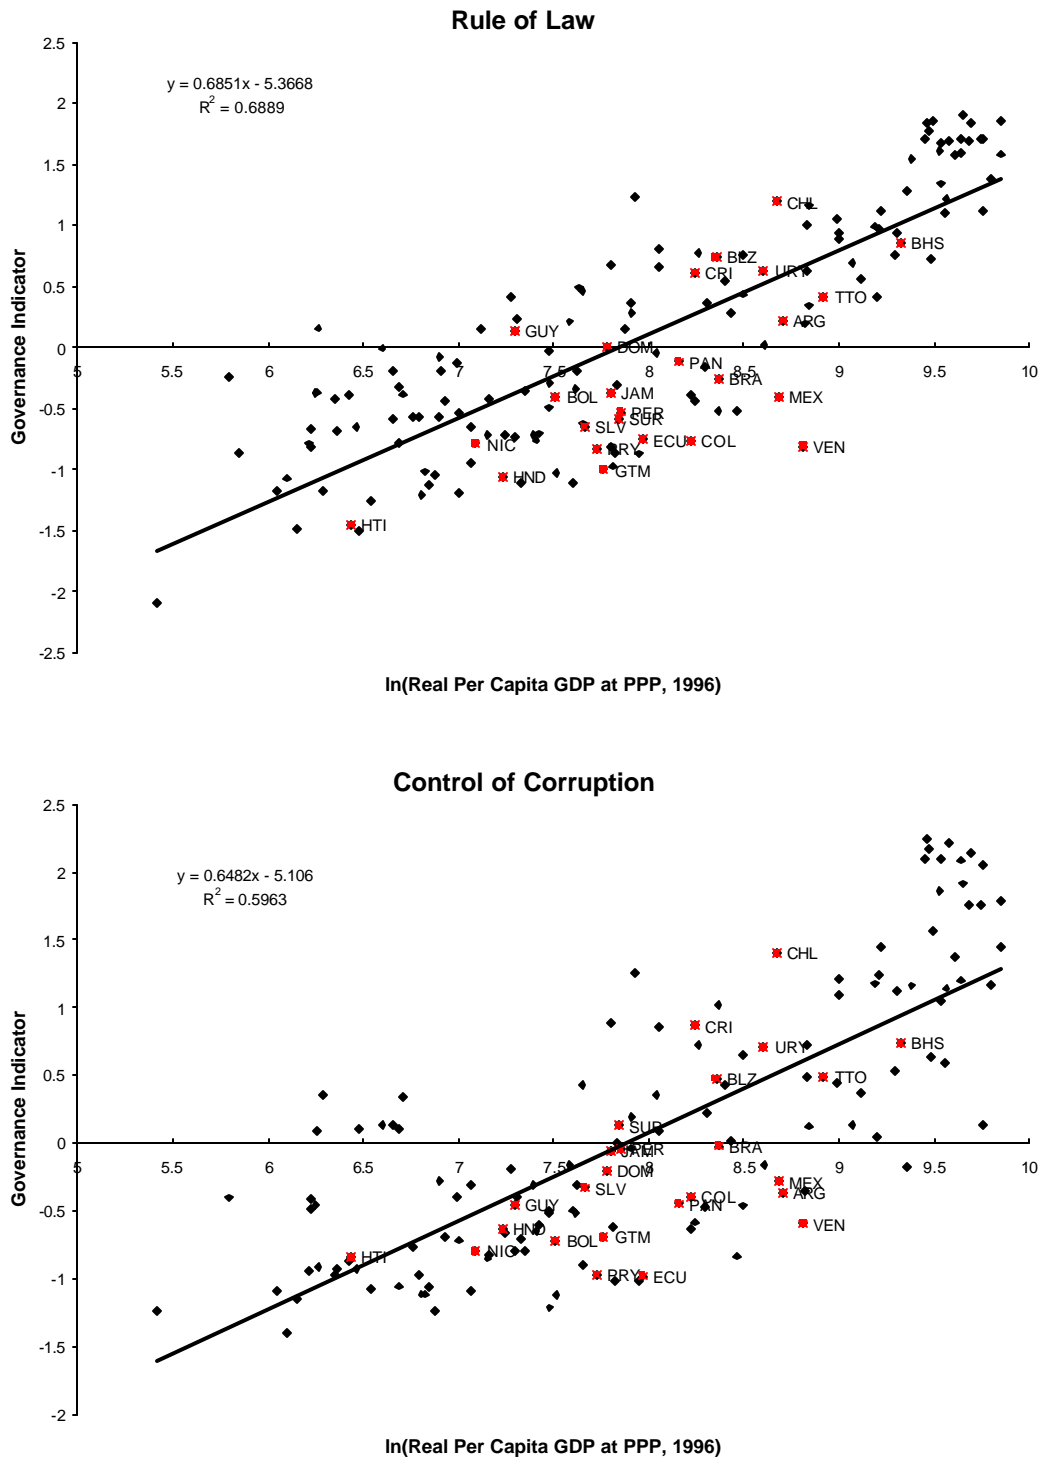 Rule of Law
2.5
y = 0.6851x - 5.3668
R² = 0.6889
2
1.5
CHL
1
BHS
BLZ
CRI
URY
0.5
TTO
ARG
GUY
DOM
0
5
5.5
6
6.5
7
7.5
8
8.5
9
9.5
10
PAN
BRA
JAM
BOL
MEX
-0.5
PER
SUR
SLV
NIC
ECU
COL
VEN
PRY
GTM
-1
HND
HTI
-1.5
-2
-2.5
Governance Indicator
ln(Real Per Capita GDP at PPP, 1996)
Control of Corruption
2.5
y = 0.6482x - 5.106
R² = 0.5963
2
1.5
CHL
1
CRI
URY
BHS
0.5
BLZ
TTO
SUR
0
BRA
PER
JAM
5
5.5
6
6.5
7
7.5
8
8.5
9
9.5
10
DOM
SLV
MEX
ARG
COL
PAN
GUY
-0.5
VEN
HND
BOL
GTM
NIC
HTI
PRY
ECU
-1
-1.5
-2
Governance Indicator
ln(Real Per Capita GDP at PPP, 1996)